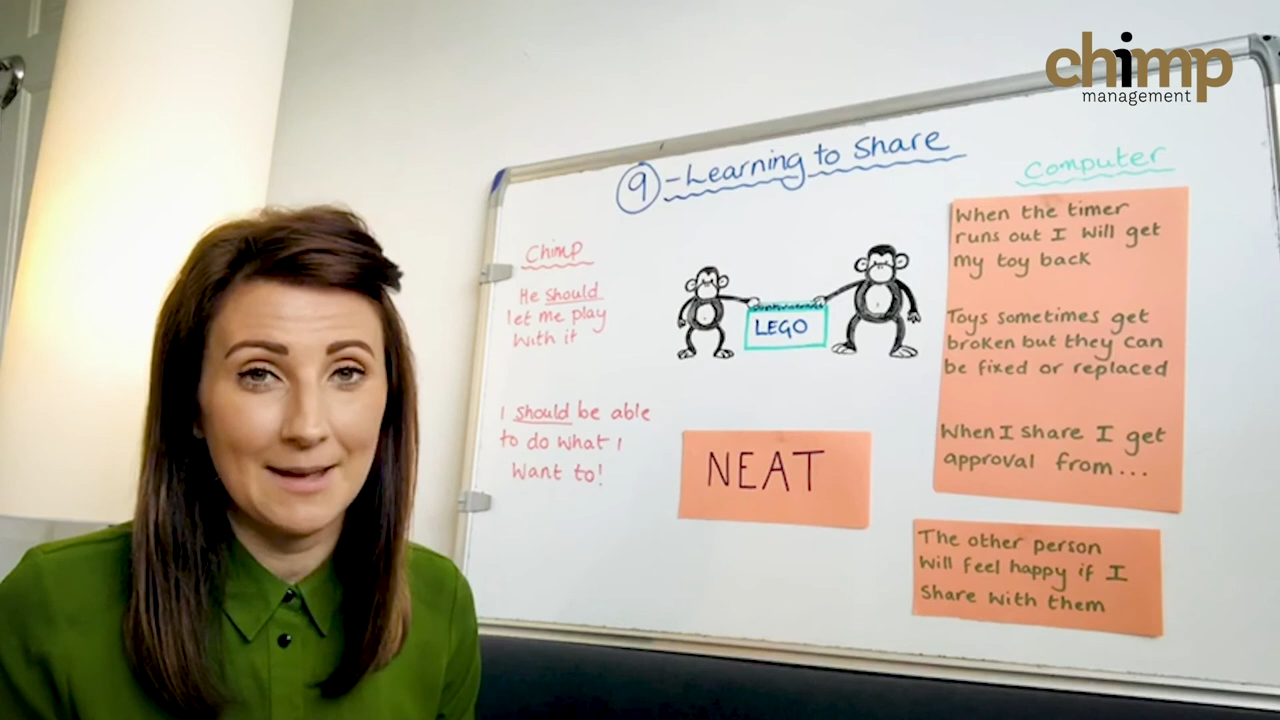 chimp
management
9 - Learning to Share
Chimp
He should
let me play
with it
I should be able
to do what I
want to!
LEGO
NEAT
Computer
When the timer
runs out I will get
my toy back
Toys sometimes get
broken but they can
be fixed or replaced
When I share I get
approval from...
The other person
will feel happy if I
share with them